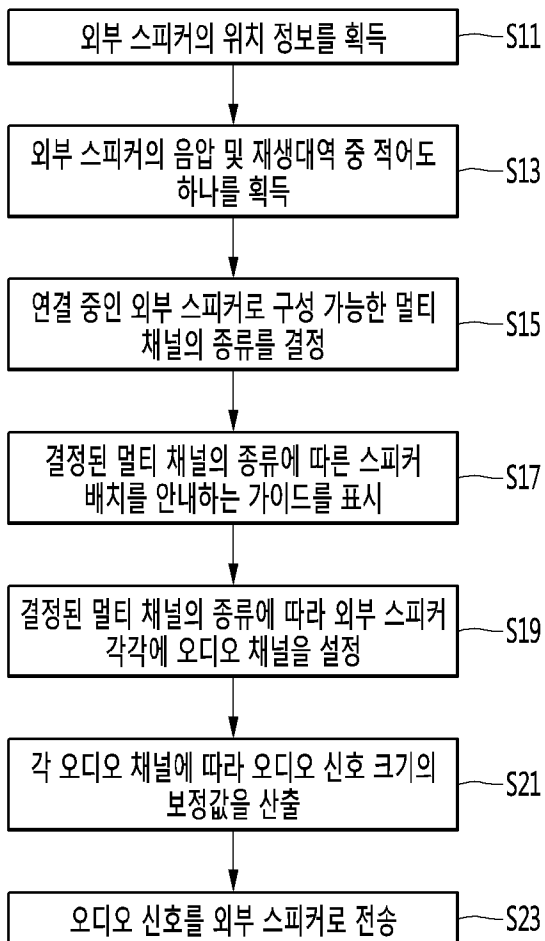 외부 스피커의 위치 정보를 획득
S11
외부 스피커의 음압 및 재생대역 중 적어도
하나를 획득
S13
연결 중인 외부 스피커로 구성 가능한 멀티
채널의 종류를 결정
S15
결정된 멀티 채널의 종류에 따른 스피커
배치를 안내하는 가이드를 표시
S17
결정된 멀티 채널의 종류에 따라 외부 스피커
각각에 오디오 채널을 설정
S19
각 오디오 채널에 따라 오디오 신호 크기의
보정값을 산출
S21
오디오 신호를 외부 스피커로 전송
S23